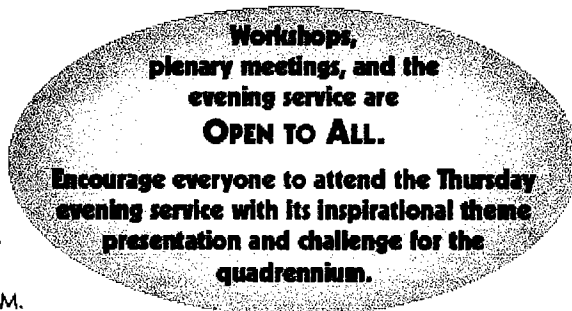 Workshops,
plenary meetings, and the
evening service are
OPEN TO ALL.
Encourage everyone to attend the Thursday
evening service with its inspirational theme
presentation and challenge for the
quadrennium.
M.